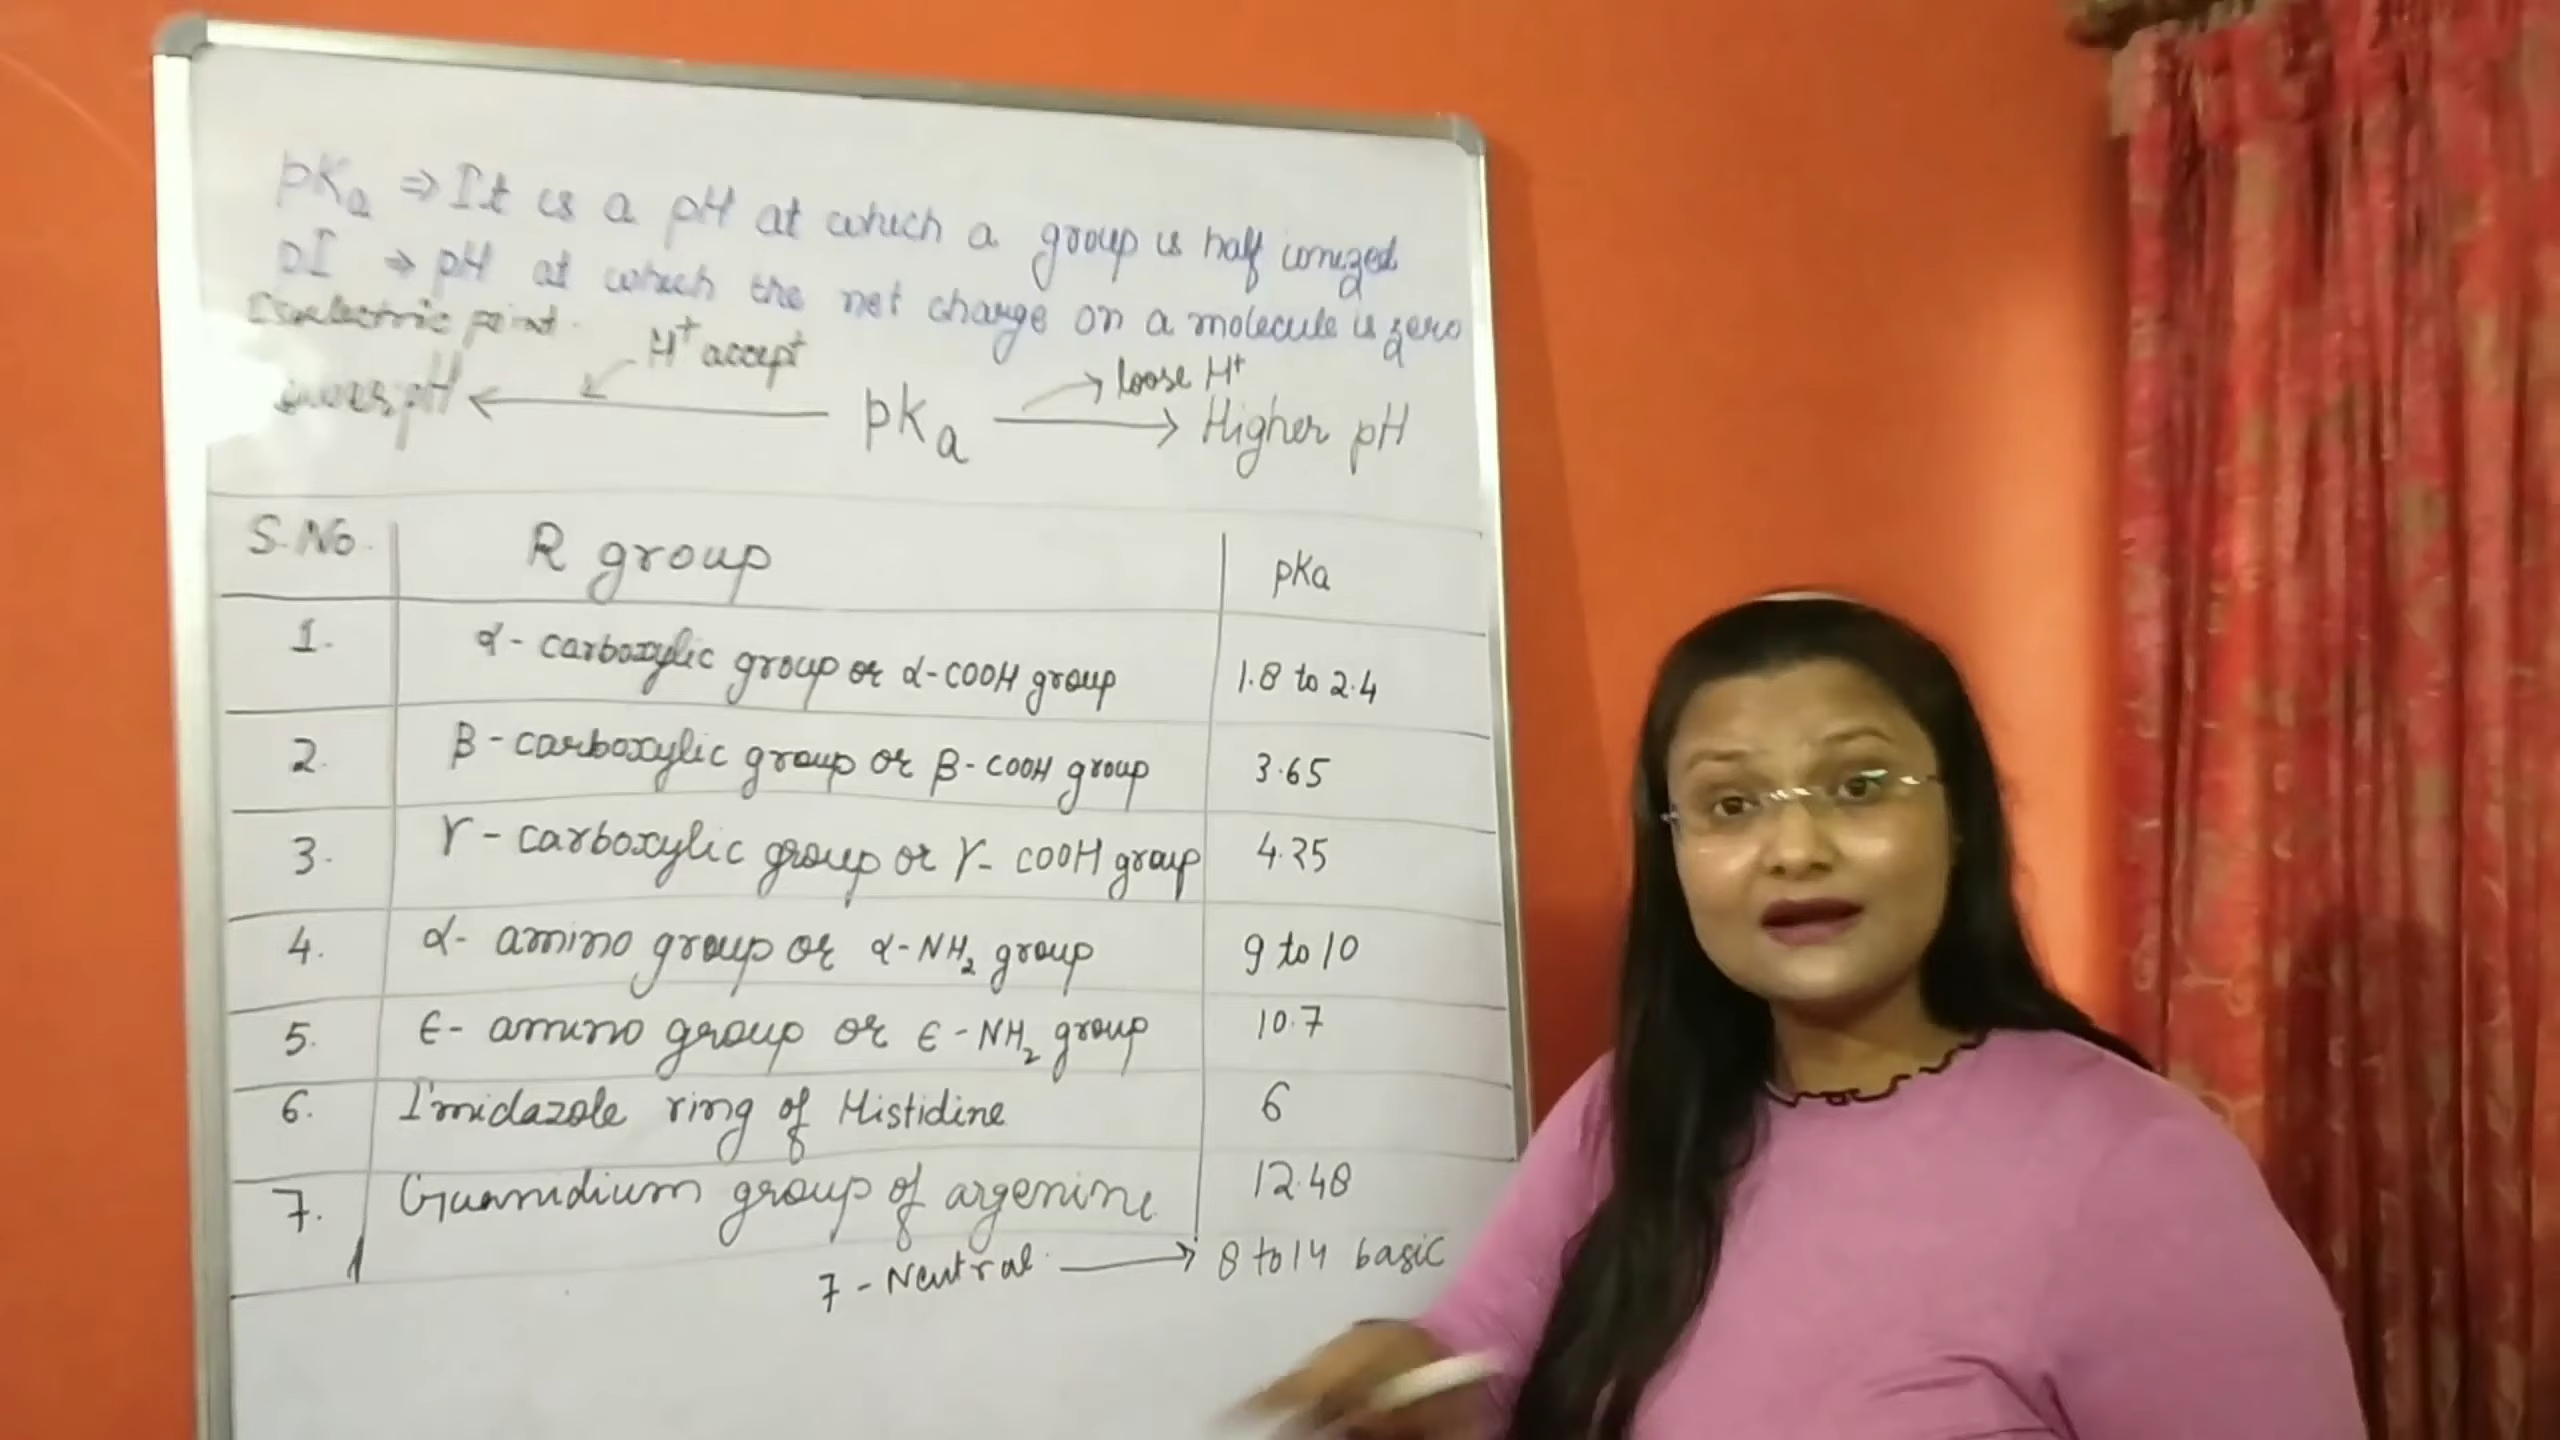 pKa ⇒ It is a pH at which a group is half ionized
pI ⇒ pH at which the net charge on a molecule is zero
Isoelectric point
H+ accept
loose H+
pH ← pKa → Higher pH
S.No. R group pKa
1. α- carboxylic group or α-COOH group 1.8 to 2.4
2. β- carboxylic group or β-COOH group 3.65
3. γ- carboxylic group or γ- COOH group 4.25
4. α- amino group or α-NH2 group 9 to 10
5. ϵ- amino group or ϵ-NH2 group 10.7
6. Imidazole ring of Histidine 6
7. Guanidium group of argenine 12.48
7 - Neutral → 8 to 14 basic